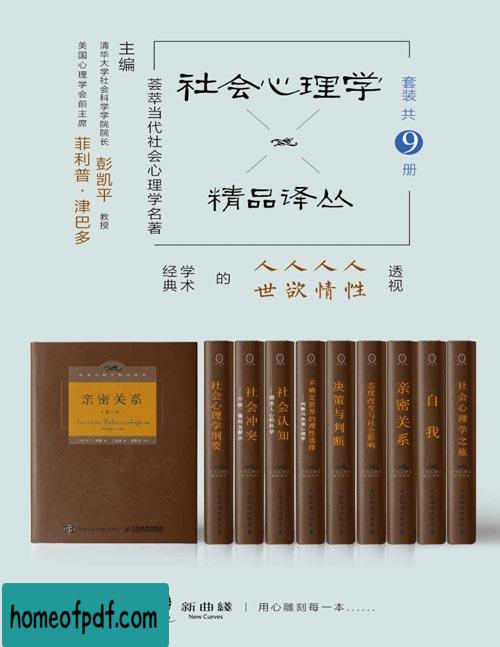 社会心理学
精品译丛
套装 共 9 册
荟萃当代社会心理学名著
主编
清华大学社会科学学院院长 彭凯平 教授
美国心理学会前主席 菲利普·津巴多
透视
人性
人情
人欲
人世
的
学术
经典
亲密关系
(第6版)
Intimate Relationships
社会心理学纲要
社会冲突
社会认知
不确定世界的理性选择
决策与判断
态度改变与社会影响
亲密关系
自我
社会心理学之旅
新曲綫
New Curves
用心雕刻每一本……
homeofpdf.com